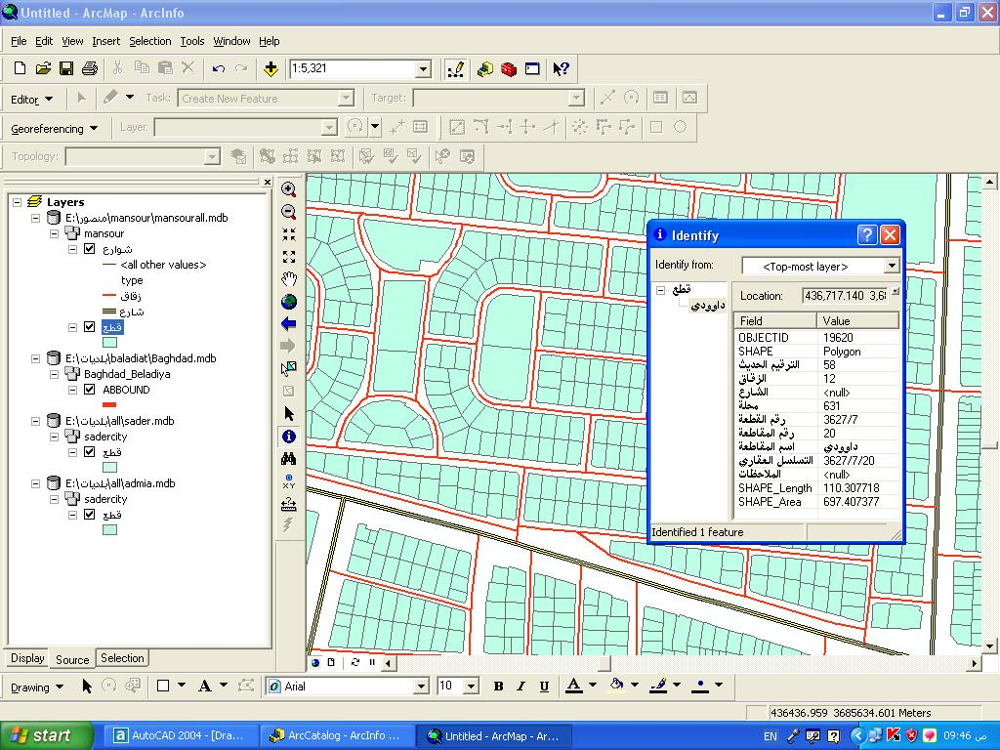 Untitled - ArcMap - ArcInfo
File Edit View Insert Selection Tools Window Help
1:5,321
Editor Task: Create New Feature Target:
Georeferencing Layer:
Topology:
Layers
E:\منصور\mansour\mansourall.mdb
mansour
شوارع
<all other values>
type
زقاق
شارع
قطع
E:\بلديات\baladiat\Baghdad.mdb
Baghdad_Beladiya
ABBOUND
E:\بلديات\all\sader.mdb
sadercity
قطع
E:\بلديات\all\admia.mdb
sadercity
قطع
Display Source Selection
Identify
Identify from: <Top-most layer>
قطع
داوودي
Location: 436,717.140 3,6
Field Value
OBJECTID 19620
SHAPE Polygon
الترقيم الحديث 58
الزقاق 12
الشارع <null>
محلة 631
رقم القطعة 3627/7
رقم المقاطعة 20
اسم المقاطعة داوودي
التسلسل العقاري 3627/7/20
الملاحظات <null>
SHAPE_Length 110.307718
SHAPE_Area 697.407377
Identified 1 feature
Drawing A Arial 10 B I U A
436436.959 3685634.601 Meters
start AutoCAD 2004 - [Dra... ArcCatalog - ArcInfo ... Untitled - ArcMap - Ar... EN 09:46 ص